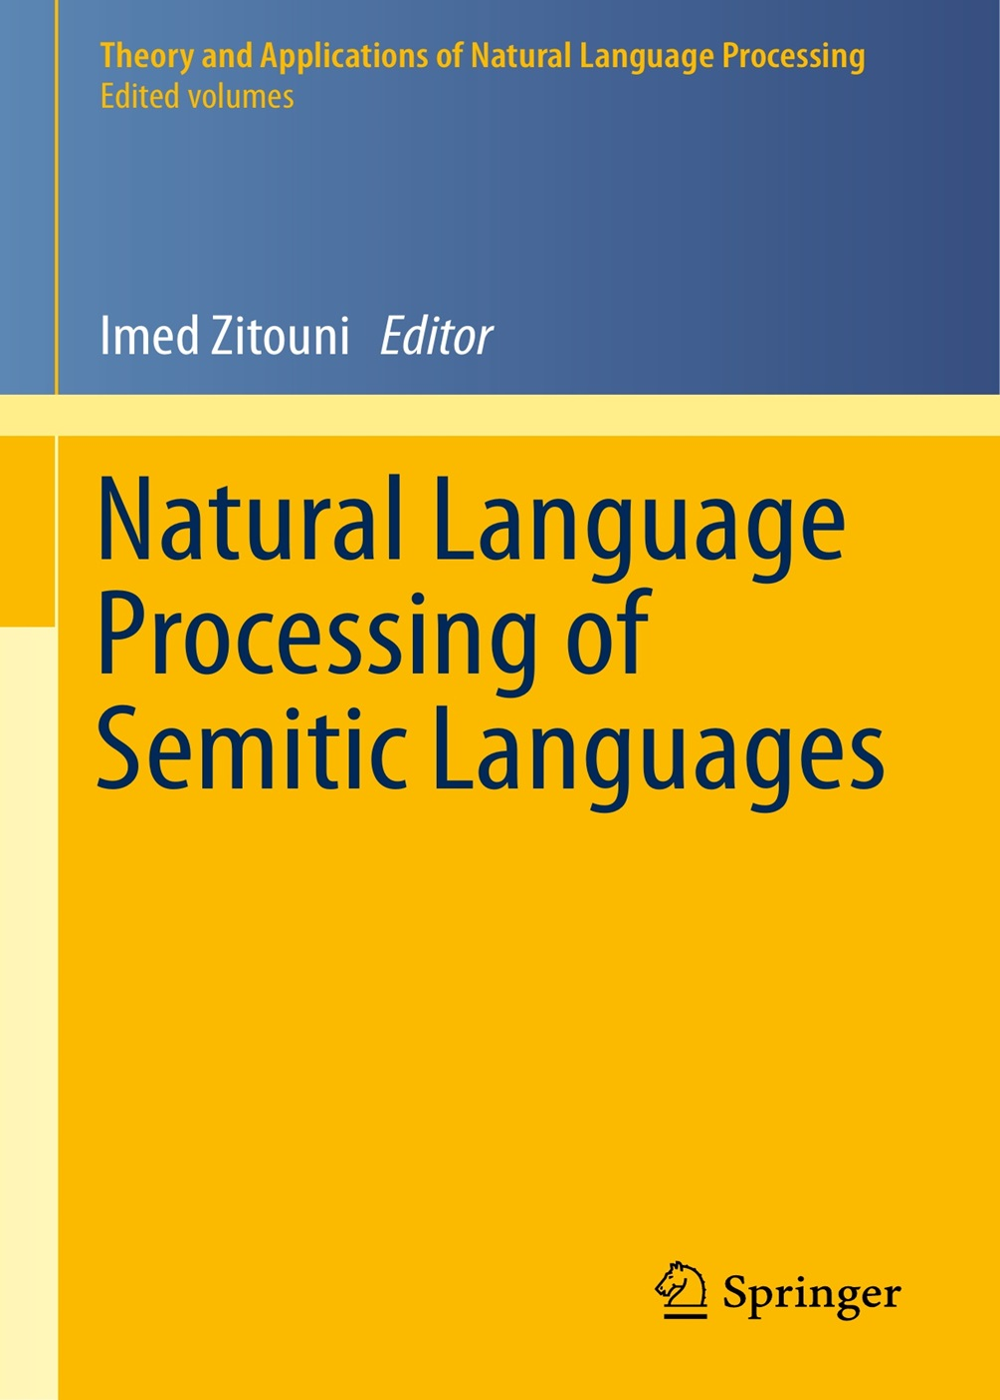 Theory and Applications of Natural Language Processing
Edited volumes
Imed Zitouni Editor
Natural Language
Processing of
Semitic Languages
Springer